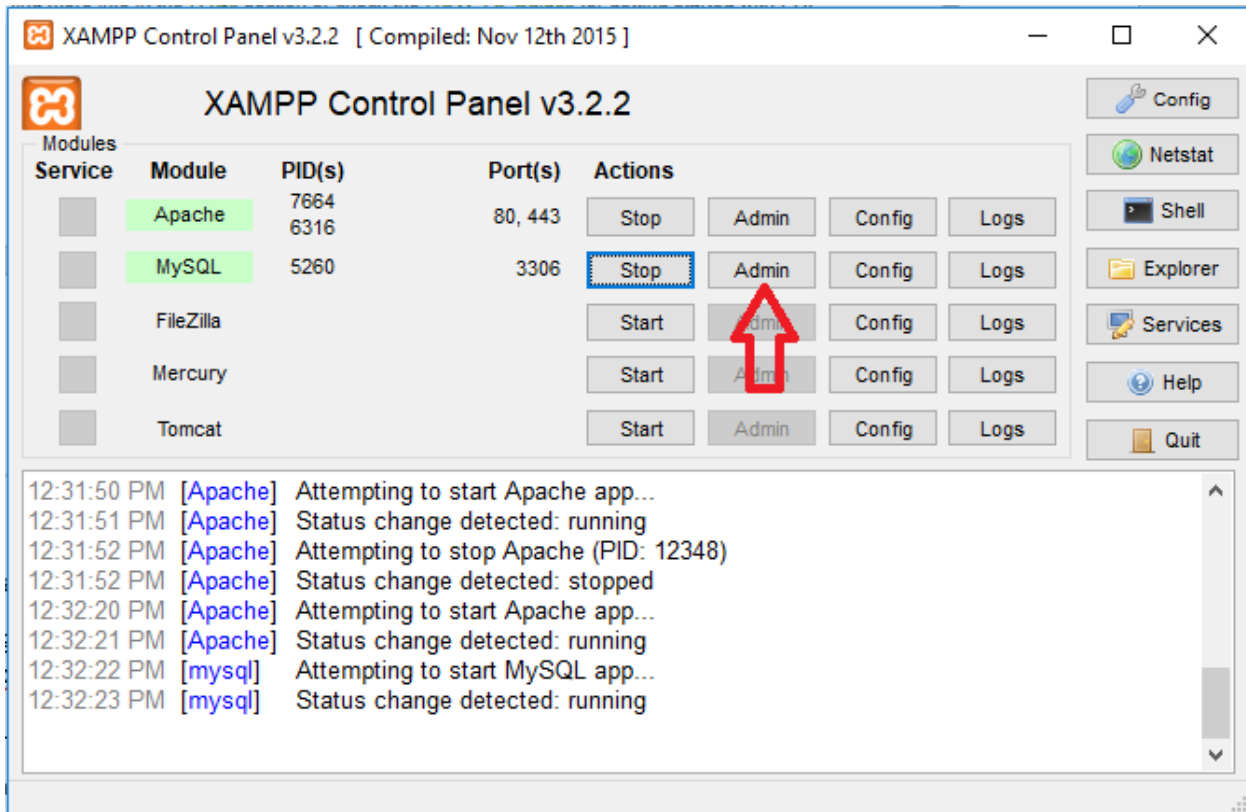 XAMPP Control Panel v3.2.2 [ Compiled: Nov 12th 2015 ]
XAMPP Control Panel v3.2.2
Config
Modules
Service Module PID(s) Port(s) Actions
Netstat
Apache 7664 6316 80, 443 Stop Admin Config Logs
Shell
MySQL 5260 3306 Stop Admin Config Logs
Explorer
FileZilla Start Admin Config Logs
Services
Mercury Start Admin Config Logs
Help
Tomcat Start Admin Config Logs
Quit
12:31:50 PM [Apache] Attempting to start Apache app...
12:31:51 PM [Apache] Status change detected: running
12:31:52 PM [Apache] Attempting to stop Apache (PID: 12348)
12:31:52 PM [Apache] Status change detected: stopped
12:32:20 PM [Apache] Attempting to start Apache app...
12:32:21 PM [Apache] Status change detected: running
12:32:22 PM [mysql] Attempting to start MySQL app...
12:32:23 PM [mysql] Status change detected: running